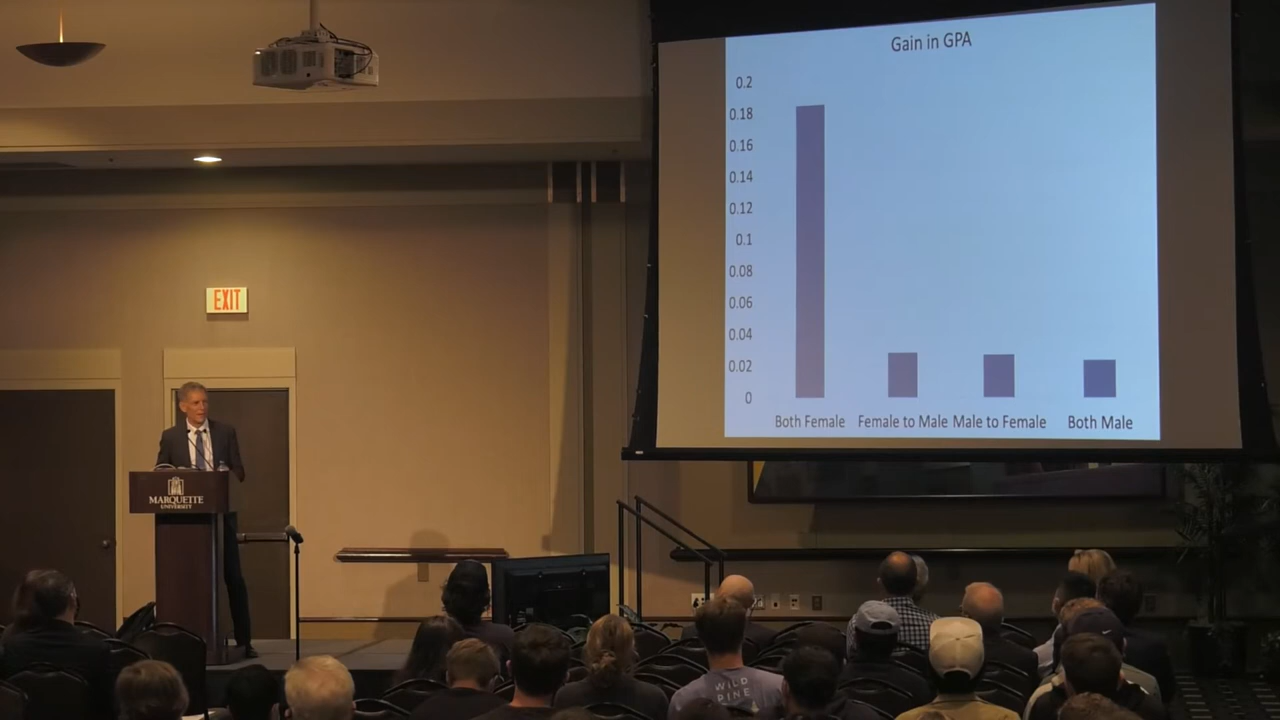 Gain in GPA
0.2
0.18
0.16
0.14
0.12
0.1
0.08
0.06
0.04
0.02
0
Both Female Female to Male Male to Female Both Male
EXIT
MARQUETTE
UNIVERSITY
WILD
PINE